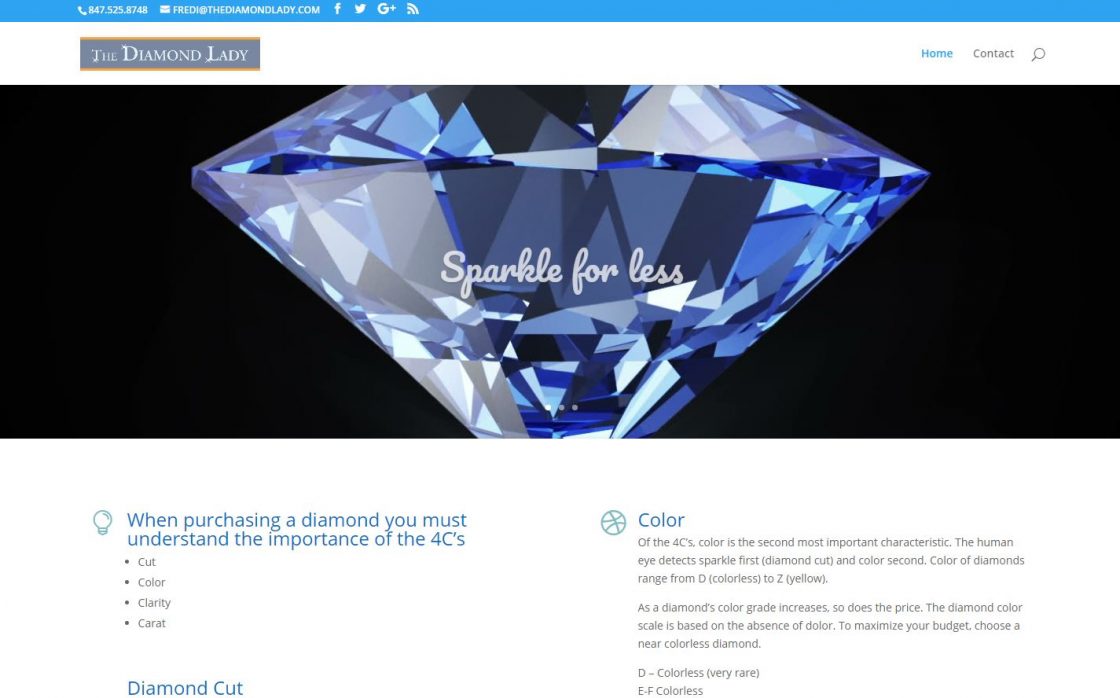 847.525.8748 FREDI@THEDIAMONDLADY.COM
THE DIAMOND LADY
Home Contact
Sparkle for less
When purchasing a diamond you must
understand the importance of the 4C's
Cut
Color
Clarity
Carat
Diamond Cut
Color
Of the 4C's, color is the second most important characteristic. The human
eye detects sparkle first (diamond cut) and color second. Color of diamonds
range from D (colorless) to Z (yellow).
As a diamond's color grade increases, so does the price. The diamond color
scale is based on the absence of dolor. To maximize your budget, choose a
near colorless diamond.
D – Colorless (very rare)
E-F Colorless